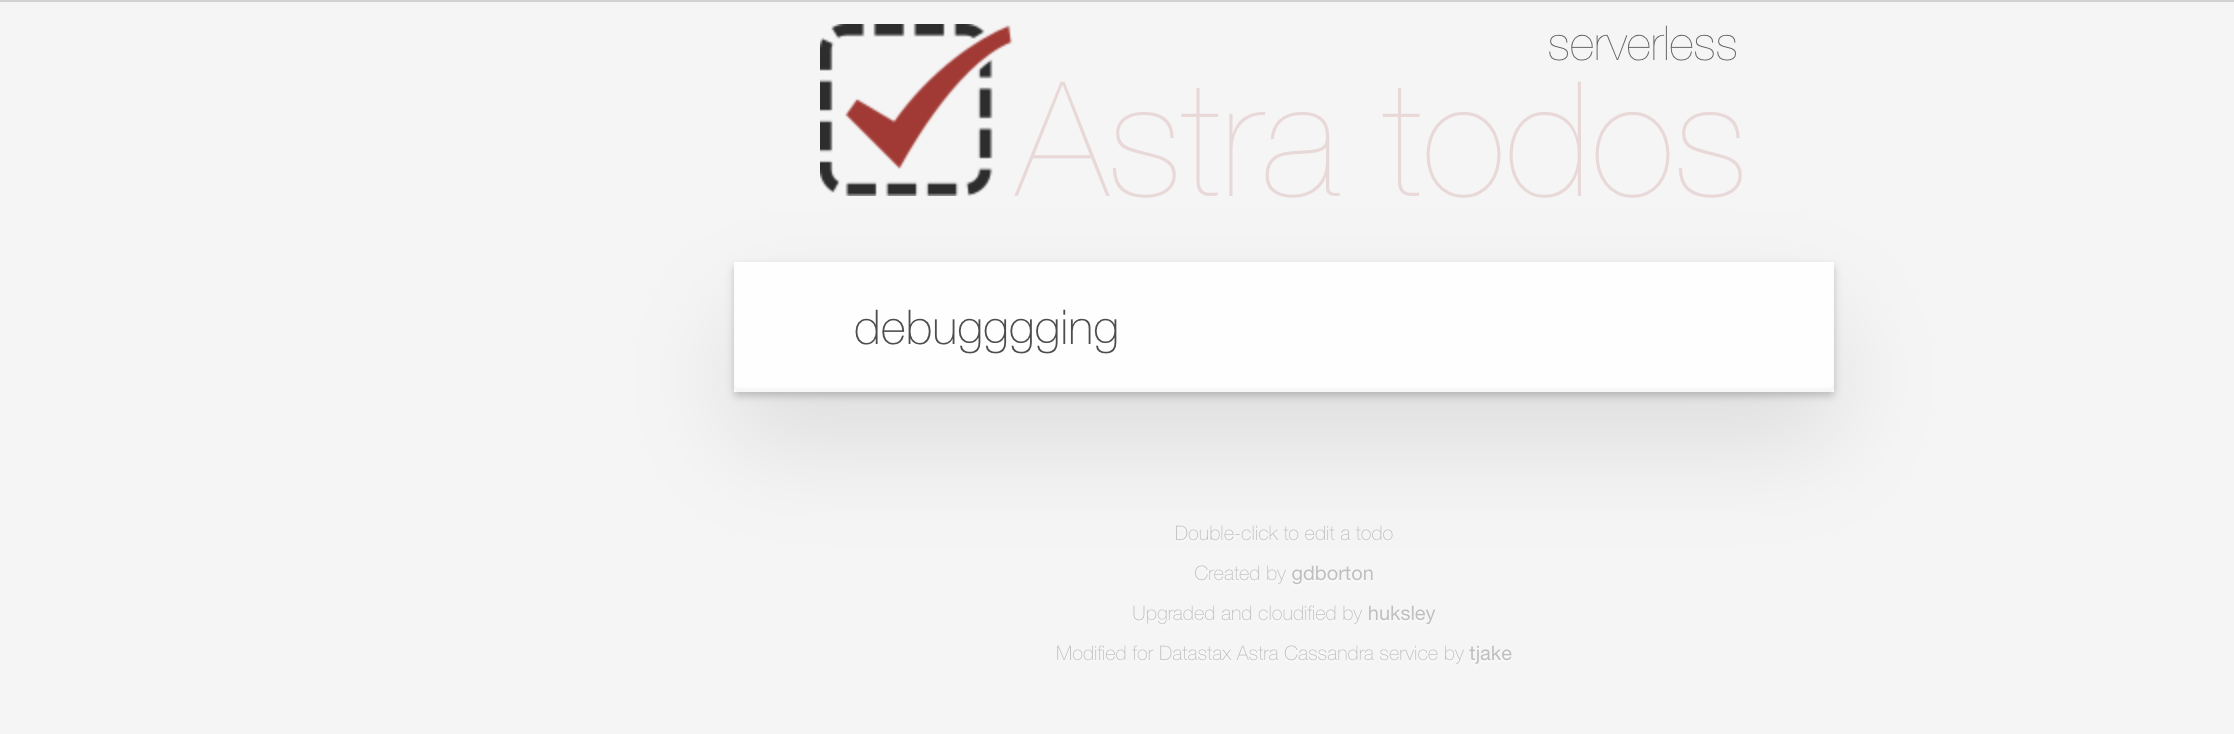 serverless
Astra todos
debugggging
Double-click to edit a todo
Created by gdborton
Upgraded and cloudified by huksley
Modified for Datastax Astra Cassandra service by tjake